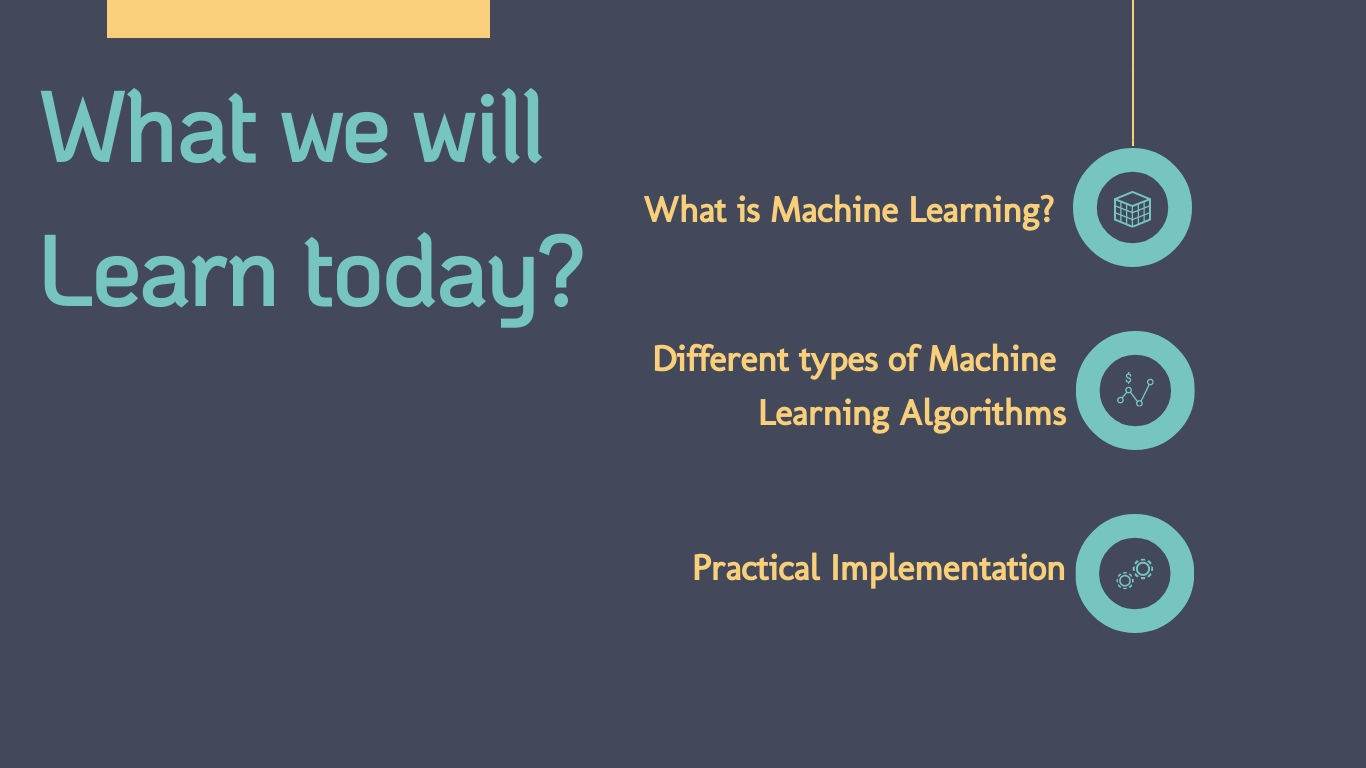 What we will
Learn today?
What is Machine Learning?
Different types of Machine
Learning Algorithms
$
Practical Implementation